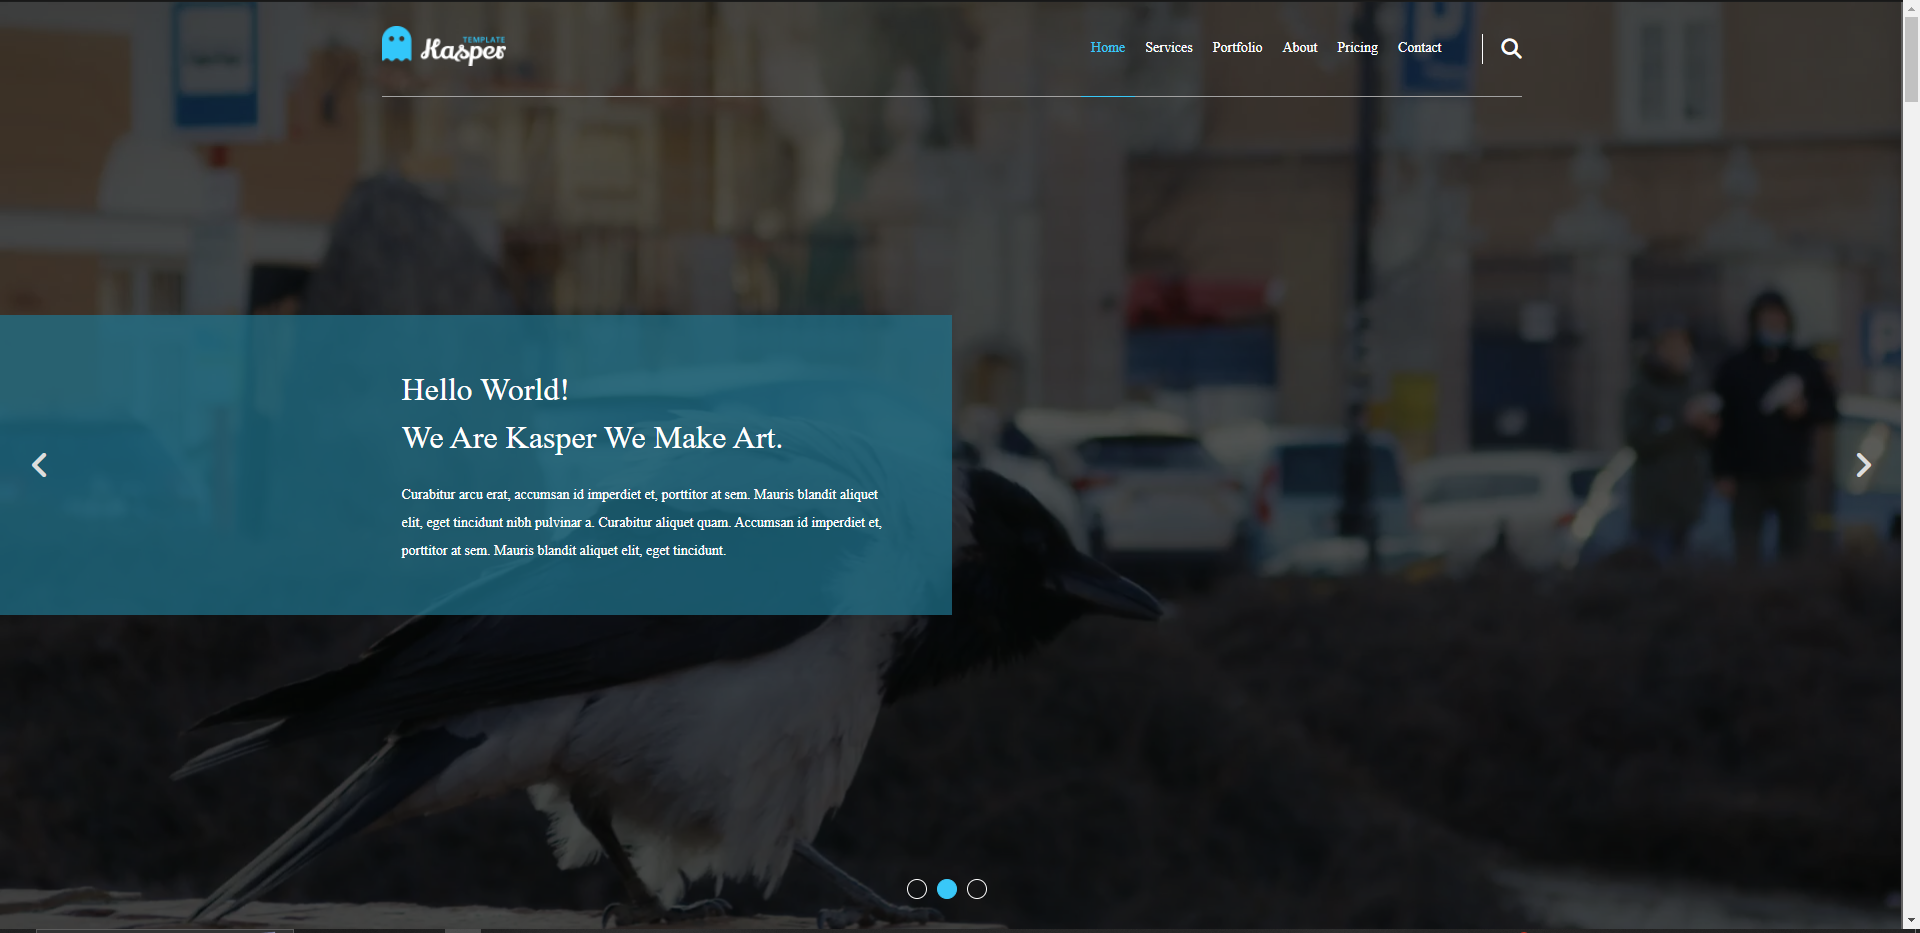 TEMPLATE
Kasper
Home Services Portfolio About Pricing Contact
Hello World!
We Are Kasper We Make Art.
Curabitur arcu erat, accumsan id imperdiet et, porttitor at sem. Mauris blandit aliquet
elit, eget tincidunt nibh pulvinar a. Curabitur aliquet quam. Accumsan id imperdiet et,
porttitor at sem. Mauris blandit aliquet elit, eget tincidunt.